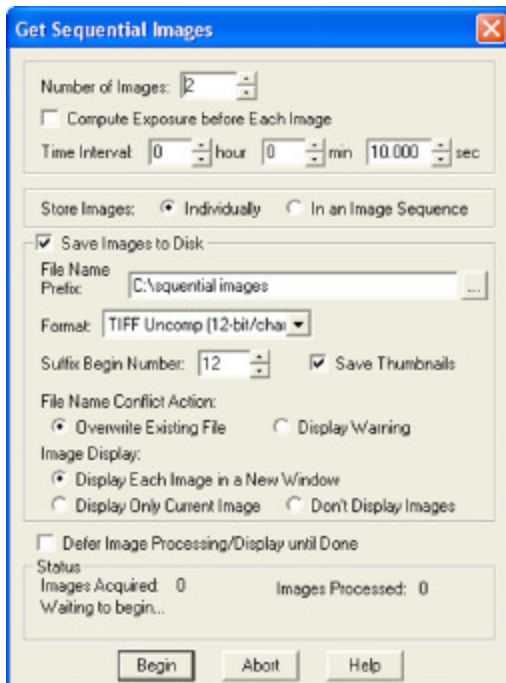 Get Sequential Images
Number of Images: 2
Compute Exposure before Each Image
Time Interval: 0 hour 0 min 10.000 sec
Store Images: Individually In an Image Sequence
Save Images to Disk
File Name
Prefix: C:\squential images ...
Format: TIFF Uncomp (12-bit/chan
Suffix Begin Number: 12 Save Thumbnails
File Name Conflict Action:
Overwrite Existing File Display Warning
Image Display:
Display Each Image in a New Window
Display Only Current Image Don't Display Images
Defer Image Processing/Display until Done
Status
Images Acquired: 0 Images Processed: 0
Waiting to begin...
Begin Abort Help